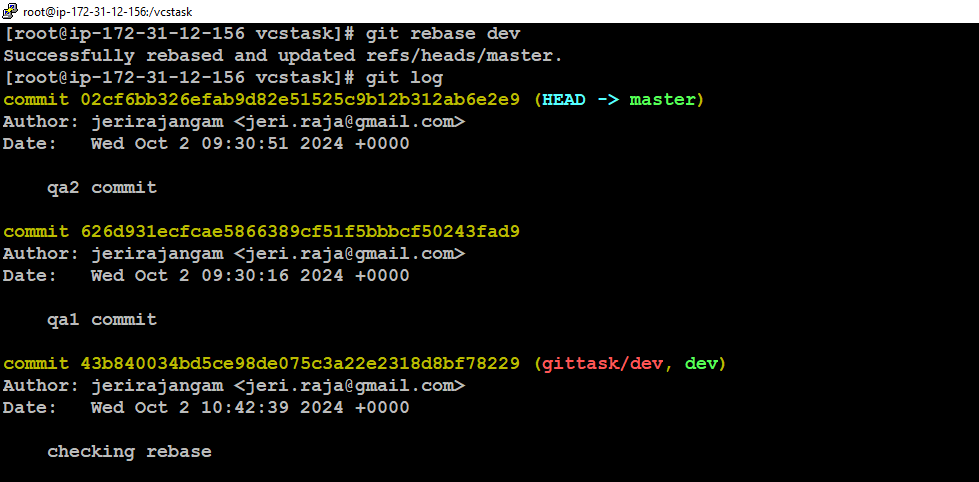 root@ip-172-31-12-156:/vcstask
[root@ip-172-31-12-156 vcstask]# git rebase dev
Successfully rebased and updated refs/heads/master.
[root@ip-172-31-12-156 vcstask]# git log
commit 02cf6bb326efab9d82e51525c9b12b312ab6e2e9 (HEAD -> master)
Author: jerirajangam <jeri.raja@gmail.com>
Date:   Wed Oct 2 09:30:51 2024 +0000
qa2 commit
commit 626d931ecfcae5866389cf51f5bbbcf50243fad9
Author: jerirajangam <jeri.raja@gmail.com>
Date:   Wed Oct 2 09:30:16 2024 +0000
qa1 commit
commit 43b840034bd5ce98de075c3a22e2318d8bf78229 (gittask/dev, dev)
Author: jerirajangam <jeri.raja@gmail.com>
Date:   Wed Oct 2 10:42:39 2024 +0000
checking rebase